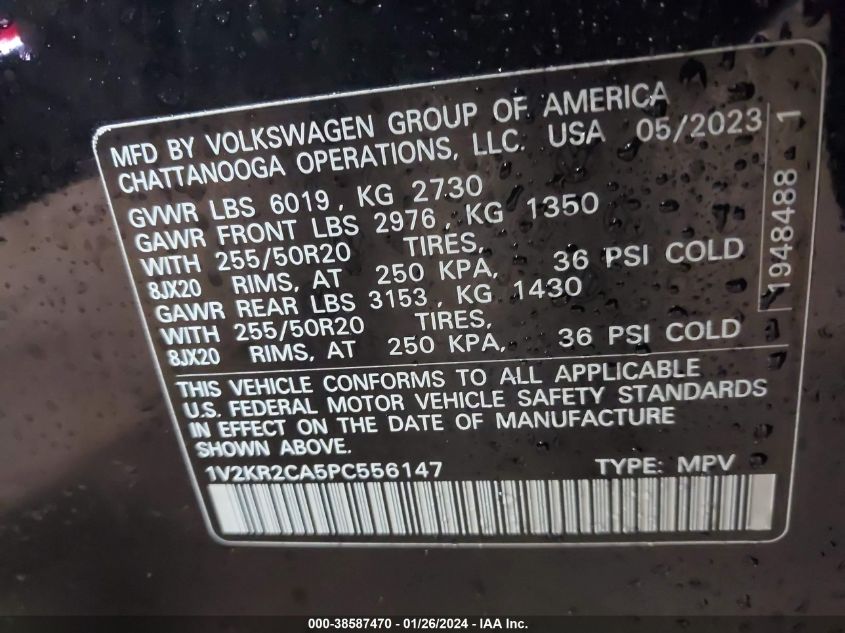 MFD BY VOLKSWAGEN GROUP OF AMERICA
CHATTANOOGA OPERATIONS, LLC. USA 05/2023
GVWR LBS 6019, KG 2730
GAWR FRONT LBS 2976, KG 1350
WITH 255/50R20 TIRES,
8JX20 RIMS, AT 250 KPA, 36 PSI COLD
GAWR REAR LBS 3153, KG 1430
WITH 255/50R20 TIRES,
8JX20 RIMS, AT 250 KPA, 36 PSI COLD
1948488 1
THIS VEHICLE CONFORMS TO ALL APPLICABLE
U.S. FEDERAL MOTOR VEHICLE SAFETY STANDARDS
IN EFFECT ON THE DATE OF MANUFACTURE
SHOWN ABOVE.
1V2KR2CA5PC556147 TYPE: MPV
000-38587470 - 01/26/2024 - IAA Inc.